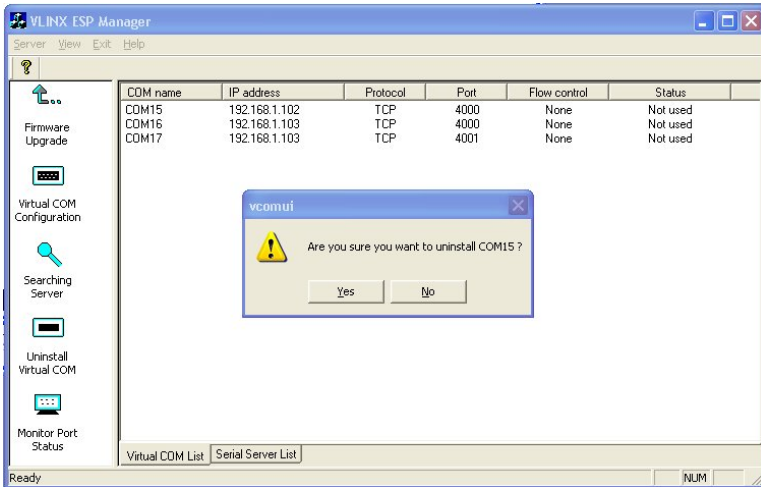 VLINX ESP Manager
Server View Exit Help
Firmware
Upgrade
Virtual COM
Configuration
Searching
Server
Uninstall
Virtual COM
Monitor Port
Status
COM name IP address Protocol Port Flow control Status
COM15 192.168.1.102 TCP 4000 None Not used
COM16 192.168.1.103 TCP 4000 None Not used
COM17 192.168.1.103 TCP 4001 None Not used
vcomui
Are you sure you want to uninstall COM15 ?
Yes No
Virtual COM List Serial Server List
Ready NUM